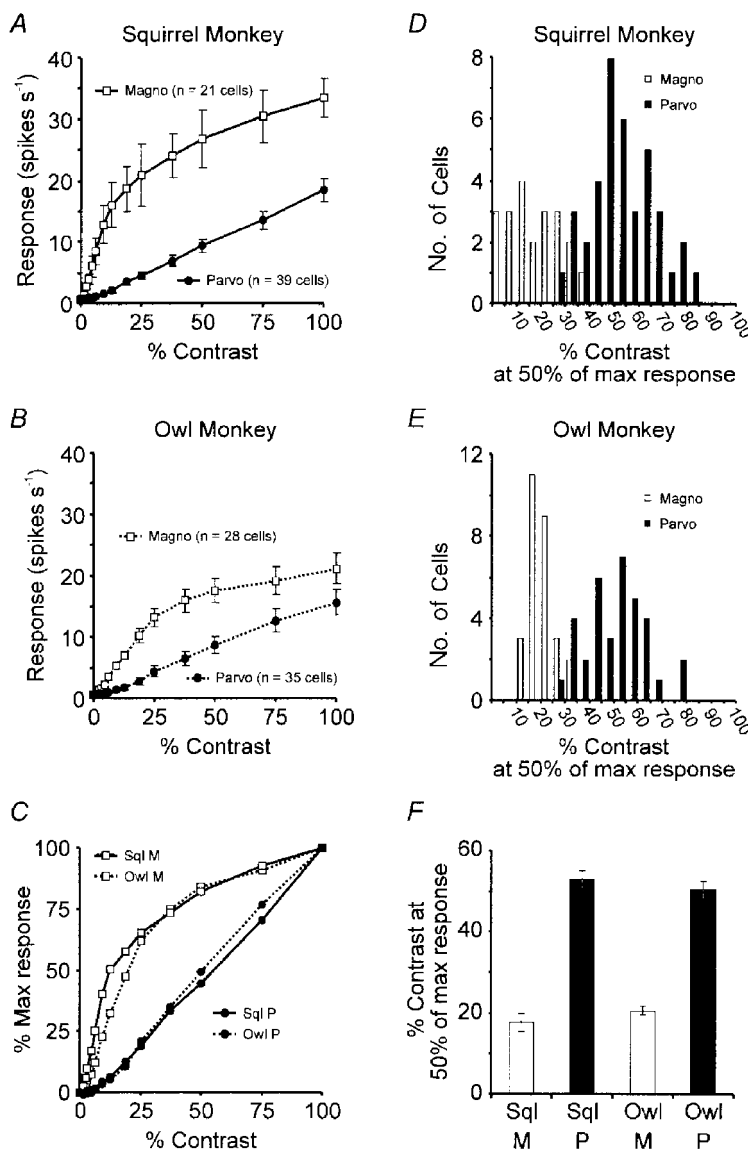 A
Squirrel Monkey
Response (spikes s-1)
40
30
20
10
0
Magno (n = 21 cells)
Parvo (n = 39 cells)
0 25 50 75 100
% Contrast
B
Owl Monkey
Response (spikes s-1)
40
30
20
10
0
Magno (n = 28 cells)
Parvo (n = 35 cells)
0 25 50 75 100
% Contrast
C
% Max response
100
75
50
25
0
Sql M
Owl M
Sql P
Owl P
0 25 50 75 100
% Contrast
D
Squirrel Monkey
No. of Cells
8
6
4
2
0
Magno
Parvo
10 20 30 40 50 60 70 80 90 100
% Contrast
at 50% of max response
E
Owl Monkey
No. of Cells
12
8
4
0
Magno
Parvo
10 20 30 40 50 60 70 80 90 100
% Contrast
at 50% of max response
F
% Contrast at
50% of max response
60
40
20
0
Sql Sql Owl Owl
M P M P